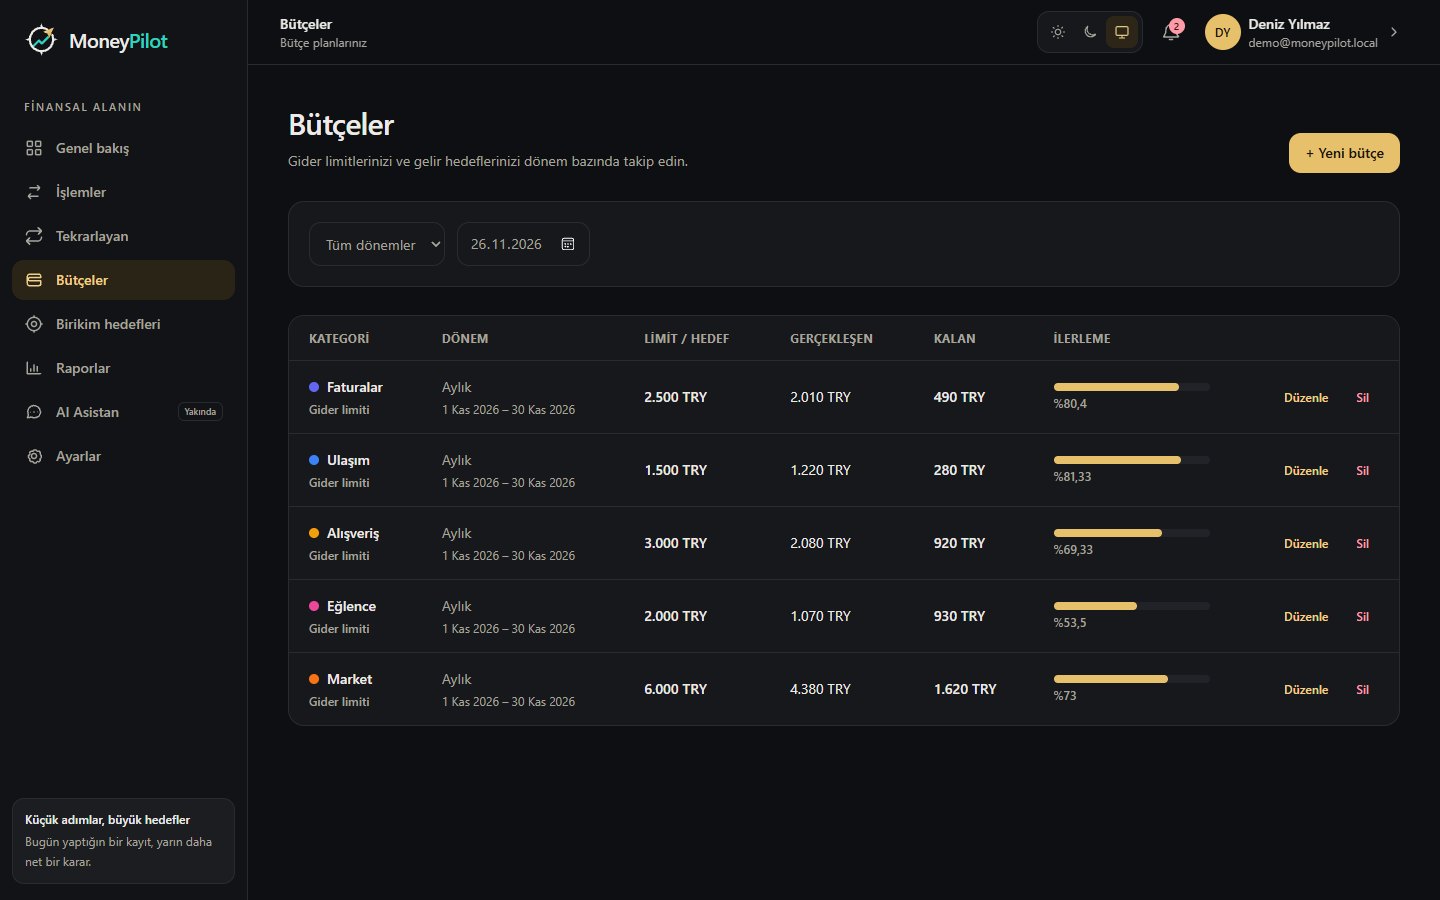 MoneyPilot
FİNANSAL ALANIN
Genel bakış
İşlemler
Tekrarlayan
Bütçeler
Birikim hedefleri
Raporlar
AI Asistan Yakında
Ayarlar
Küçük adımlar, büyük hedefler
Bugün yaptığın bir kayıt, yarın daha
net bir karar.
Bütçeler
Bütçe planlarınız
2
DY
Deniz Yılmaz
demo@moneypilot.local
Bütçeler
Gider limitlerinizi ve gelir hedeflerinizi dönem bazında takip edin.
+ Yeni bütçe
Tüm dönemler 26.11.2026
KATEGORİ DÖNEM LİMİT / HEDEF GERÇEKLEŞEN KALAN İLERLEME
Faturalar Aylık
Gider limiti 1 Kas 2026 – 30 Kas 2026 2.500 TRY 2.010 TRY 490 TRY %80,4 Düzenle Sil
Ulaşım Aylık
Gider limiti 1 Kas 2026 – 30 Kas 2026 1.500 TRY 1.220 TRY 280 TRY %81,33 Düzenle Sil
Alışveriş Aylık
Gider limiti 1 Kas 2026 – 30 Kas 2026 3.000 TRY 2.080 TRY 920 TRY %69,33 Düzenle Sil
Eğlence Aylık
Gider limiti 1 Kas 2026 – 30 Kas 2026 2.000 TRY 1.070 TRY 930 TRY %53,5 Düzenle Sil
Market Aylık
Gider limiti 1 Kas 2026 – 30 Kas 2026 6.000 TRY 4.380 TRY 1.620 TRY %73 Düzenle Sil